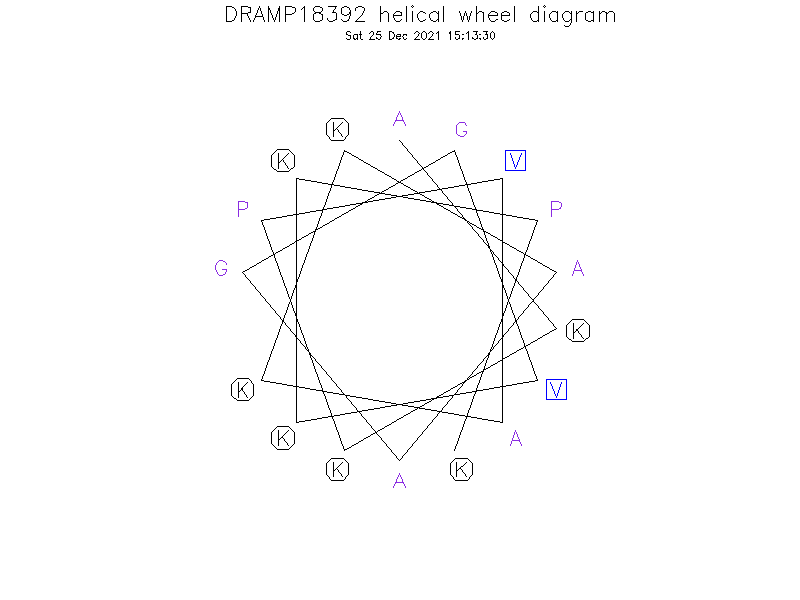 DRAMP18392 helical wheel diagram
Sat 25 Dec 2021 15:13:30
A
K G
K V
P P
G A
K
K V
K A
K K
A